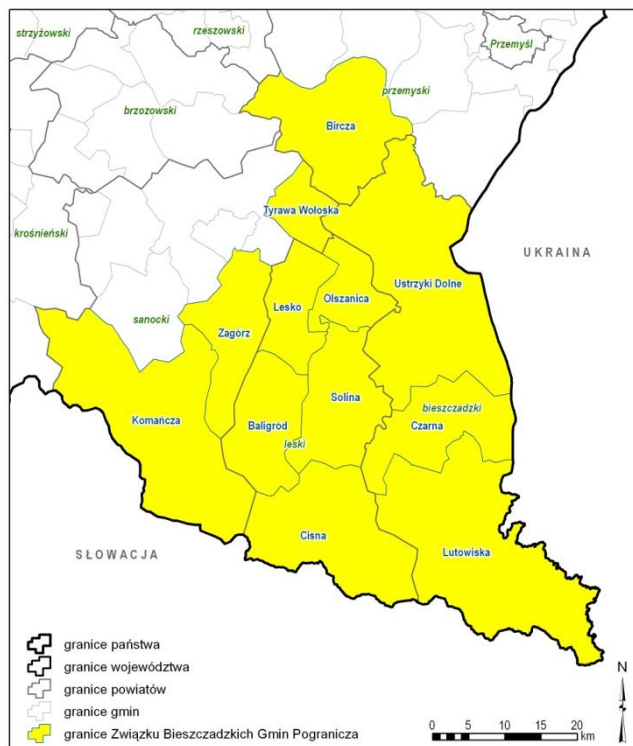 strzyżowski
rzeszowski
Przemyśl
brzozowski
przemyski
Bircza
Tyrawa Wołoska
krośnieński
UKRAINA
Ustrzyki Dolne
Olszanica
Lesko
sanocki
Zagórz
Solina
bieszczadzki
Komańcza
Baligród
Czarna
leski
Cisna
Lutowiska
SŁOWACJA
granice państwa
granice województwa
granice powiatów
granice gmin
granice Związku Bieszczadzkich Gmin Pogranicza
N
0 5 10 15 20
km